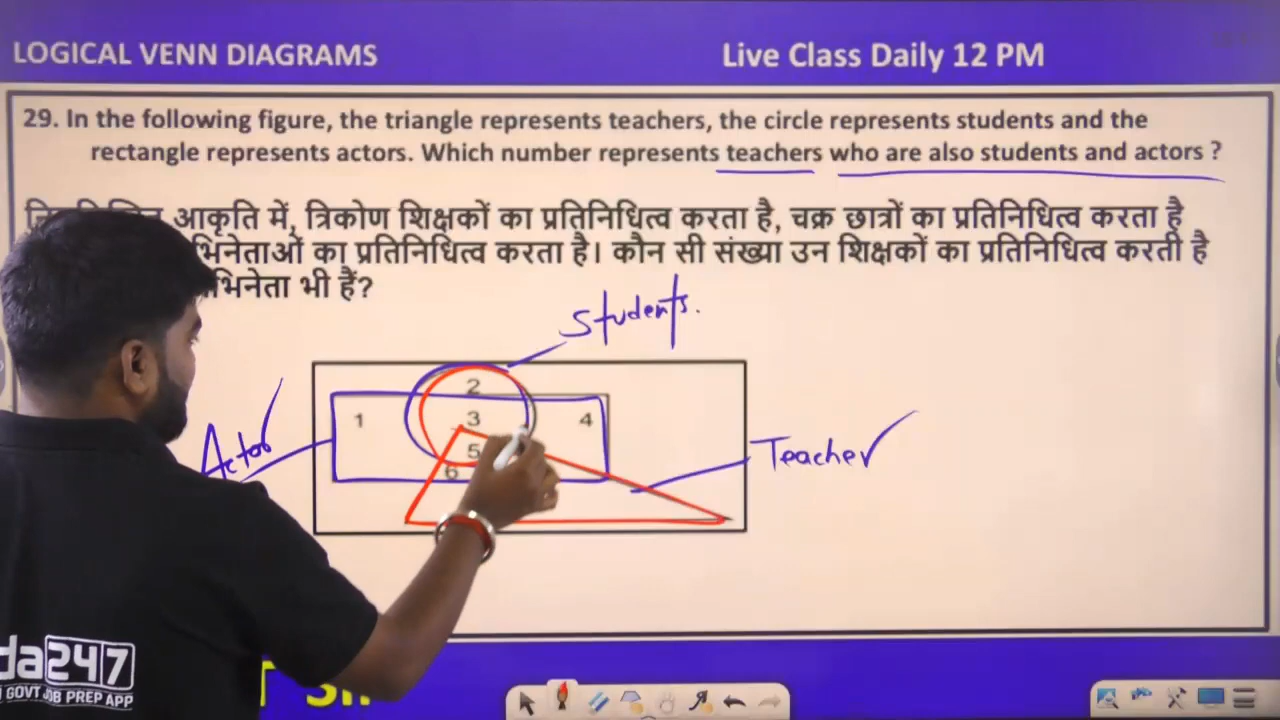 LOGICAL VENN DIAGRAMS
Live Class Daily 12 PM
29. In the following figure, the triangle represents teachers, the circle represents students and the
rectangle represents actors. Which number represents teachers who are also students and actors ?
आकृति में, त्रिकोण शिक्षकों का प्रतिनिधित्व करता है, चक्र छात्रों का प्रतिनिधित्व करता है
का प्रतिनिधित्व करता है। कौन सी संख्या उन शिक्षकों का प्रतिनिधित्व करती है
भी हैं?
Students.
2
1
3
4
5
6
Actor
Teacher
247
GOVT JOB PREP APP